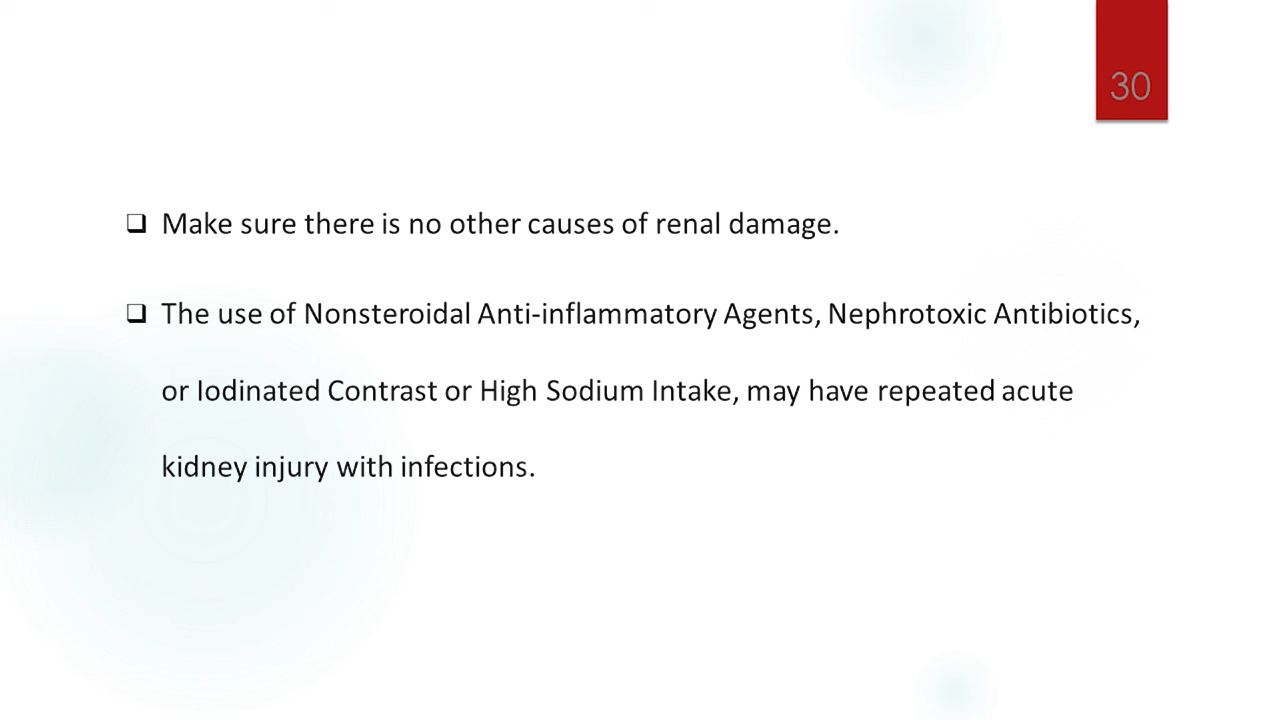 30
❑ Make sure there is no other causes of renal damage.
❑ The use of Nonsteroidal Anti-inflammatory Agents, Nephrotoxic Antibiotics,
or Iodinated Contrast or High Sodium Intake, may have repeated acute
kidney injury with infections.